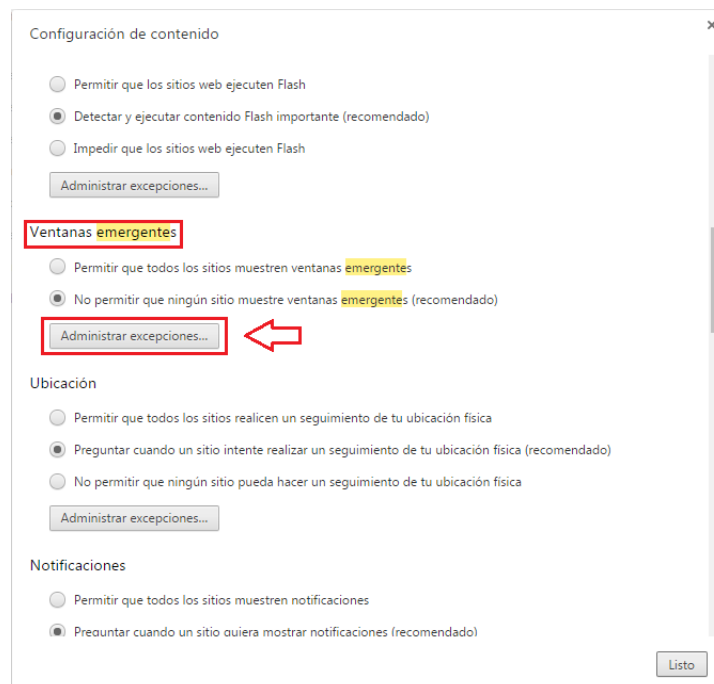 Configuración de contenido
×
Permitir que los sitios web ejecuten Flash
Detectar y ejecutar contenido Flash importante (recomendado)
Impedir que los sitios web ejecuten Flash
Administrar excepciones...
Ventanas emergentes
Permitir que todos los sitios muestren ventanas emergentes
No permitir que ningún sitio muestre ventanas emergentes (recomendado)
Administrar excepciones...
Ubicación
Permitir que todos los sitios realicen un seguimiento de tu ubicación física
Preguntar cuando un sitio intente realizar un seguimiento de tu ubicación física (recomendado)
No permitir que ningún sitio pueda hacer un seguimiento de tu ubicación física
Administrar excepciones...
Notificaciones
Permitir que todos los sitios muestren notificaciones
Preguntar cuando un sitio quiera mostrar notificaciones (recomendado)
Listo